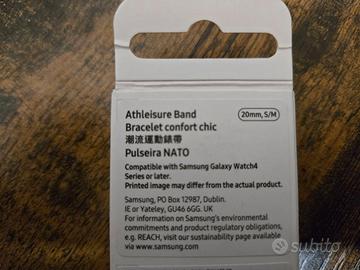 Athleisure Band
20mm, S/M
Bracelet confort chic
潮流運動錶帶
Pulseira NATO
Compatible with Samsung Galaxy Watch4
Series or later.
Printed image may differ from the actual product.
Samsung, PO Box 12987, Dublin.
IE or Yateley, GU46 6GG. UK
For information on Samsung's environmental
commitments and product regulatory obligations,
e.g. REACH, visit our sustainability page available
via www.samsung.com
subito